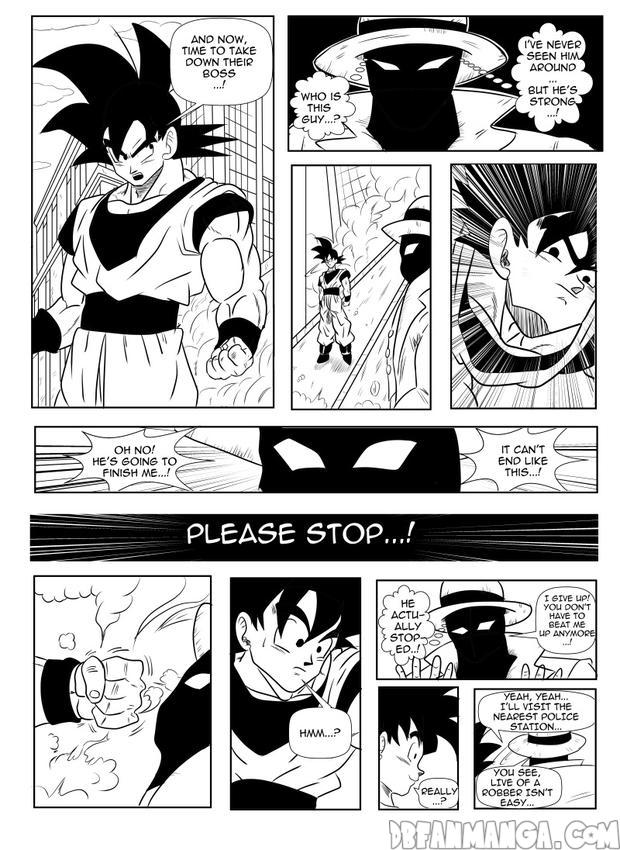 AND NOW,
TIME TO TAKE
DOWN THEIR
BOSS
...!
I'VE NEVER
SEEN HIM
AROUND
...
BUT HE'S
STRONG
...!
WHO IS
THIS
GUY...?
OH NO!
HE'S GOING TO
FINISH ME...!
IT CAN'T
END LIKE
THIS...!
PLEASE STOP...!
HMM...?
HE
ACTU-
ALLY
STOP-
ED..!
I GIVE UP!
YOU DON'T
HAVE TO
BEAT ME
UP ANYMORE
...!
REALLY
...?
YEAH, YEAH...
I'LL VISIT THE
NEAREST POLICE
STATION...
YOU SEE,
LIVE OF A
ROBBER ISN'T
EASY...
DBFANMANGA.COM